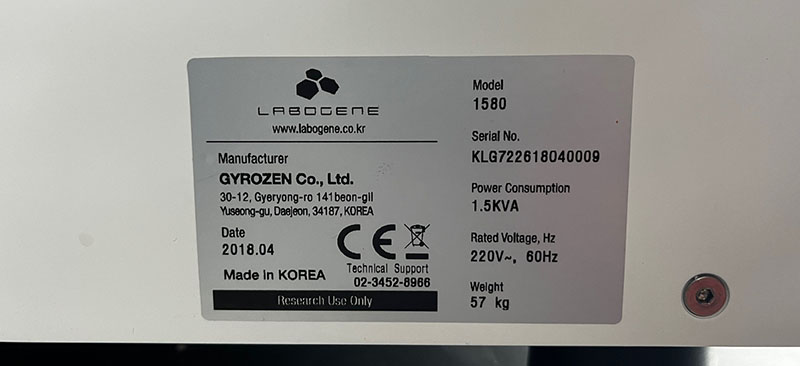 LABOGENE
www.labogene.co.kr
Manufacturer
GYROZEN Co., Ltd.
30-12, Gyeryong-ro 141beon-gil
Yuseong-gu, Daejeon, 34187, KOREA
Date
2018.04
CE
Made in KOREA
Technical Support
02-3452-8966
Research Use Only
Model
1580
Serial No.
KLG722618040009
Power Consumption
1.5KVA
Rated Voltage, Hz
220V~, 60Hz
Weight
57 kg